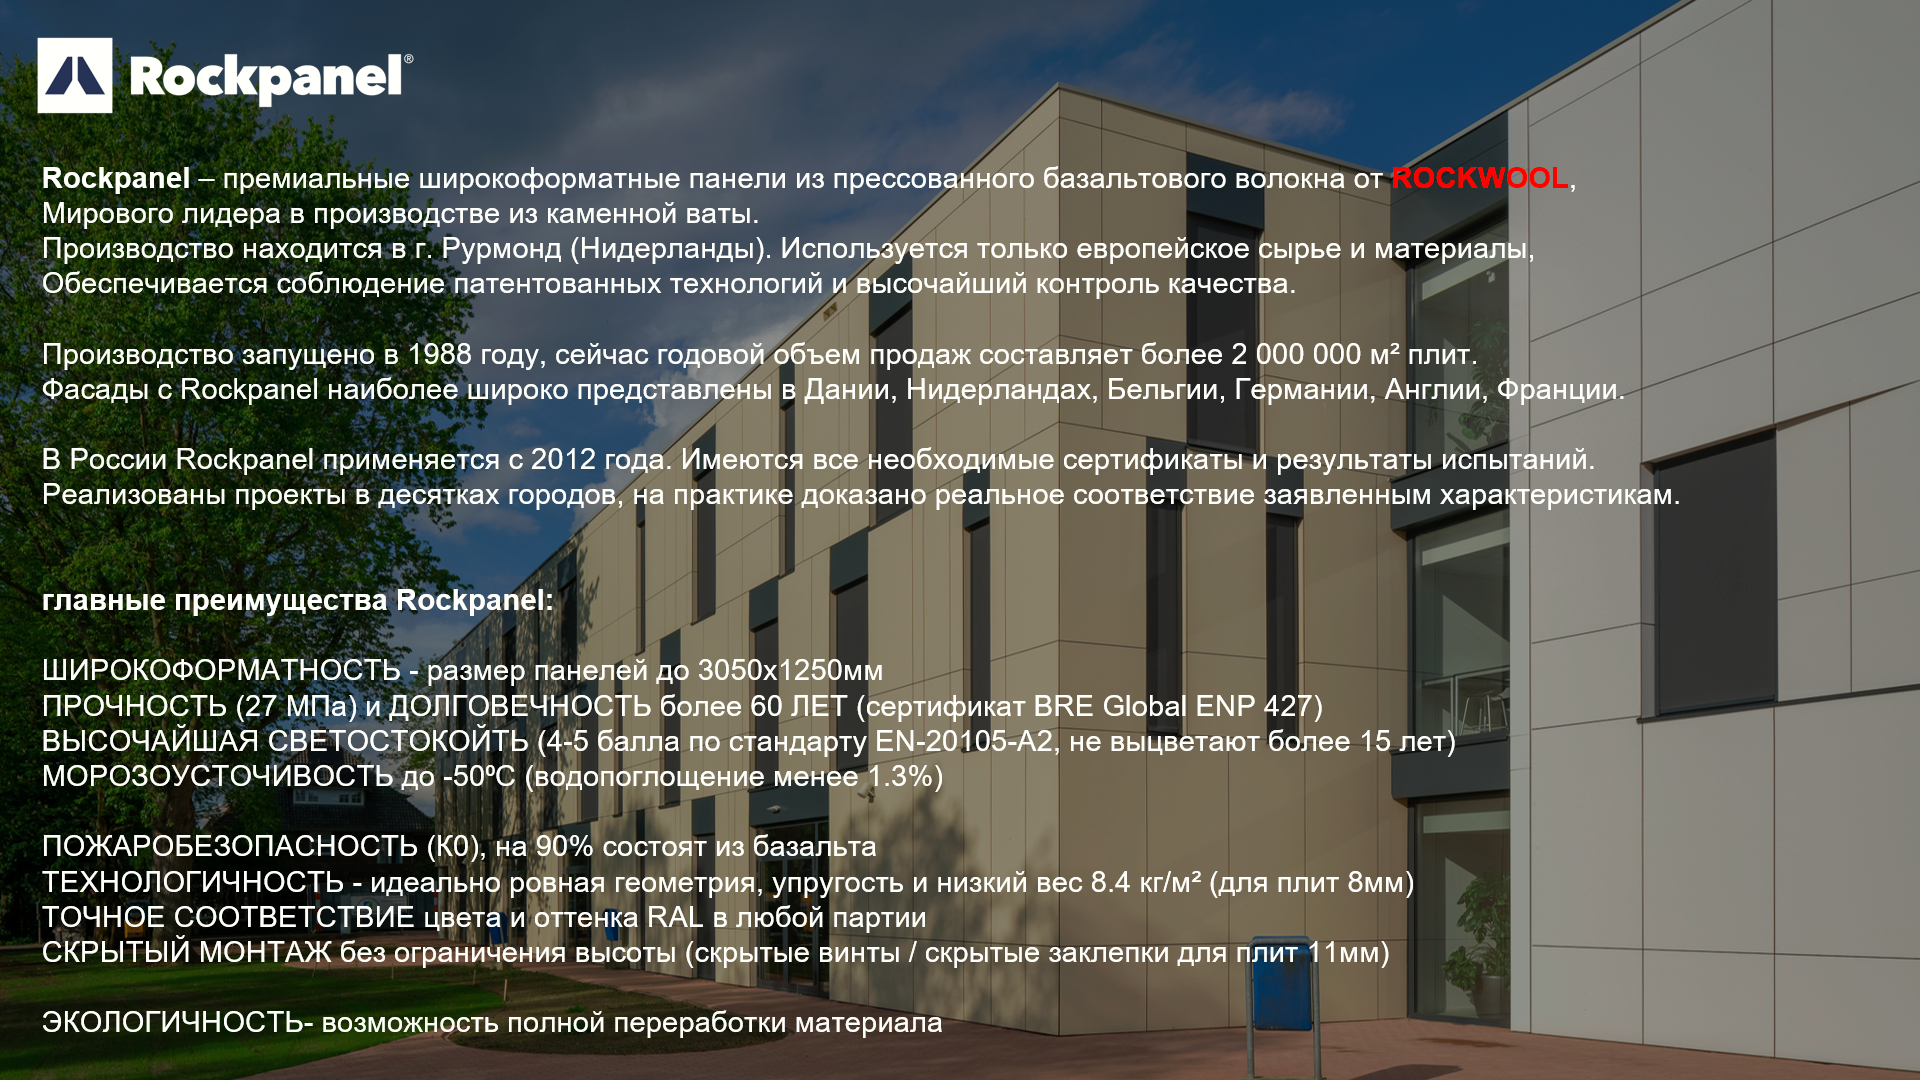 Rockpanel®
Rockpanel – премиальные широкоформатные панели из прессованного базальтового волокна от ROCKWOOL,
Мирового лидера в производстве из каменной ваты.
Производство находится в г. Рурмонд (Нидерланды). Используется только европейское сырье и материалы,
Обеспечивается соблюдение патентованных технологий и высочайший контроль качества.
Производство запущено в 1988 году, сейчас годовой объем продаж составляет более 2 000 000 м² плит.
Фасады с Rockpanel наиболее широко представлены в Дании, Нидерландах, Бельгии, Германии, Англии, Франции.
В России Rockpanel применяется с 2012 года. Имеются все необходимые сертификаты и результаты испытаний.
Реализованы проекты в десятках городов, на практике доказано реальное соответствие заявленным характеристикам.
главные преимущества Rockpanel:
ШИРОКОФОРМАТНОСТЬ - размер панелей до 3050х1250мм
ПРОЧНОСТЬ (27 МПа) и ДОЛГОВЕЧНОСТЬ более 60 ЛЕТ (сертификат BRE Global ENP 427)
ВЫСОЧАЙШАЯ СВЕТОСТОКОЙТЬ (4-5 балла по стандарту EN-20105-A2, не выцветают более 15 лет)
МОРОЗОУСТОЧИВОСТЬ до -50ºС (водопоглощение менее 1.3%)
ПОЖАРОБЕЗОПАСНОСТЬ (К0), на 90% состоят из базальта
ТЕХНОЛОГИЧНОСТЬ - идеально ровная геометрия, упругость и низкий вес 8.4 кг/м² (для плит 8мм)
ТОЧНОЕ СООТВЕТСТВИЕ цвета и оттенка RAL в любой партии
СКРЫТЫЙ МОНТАЖ без ограничения высоты (скрытые винты / скрытые заклепки для плит 11мм)
ЭКОЛОГИЧНОСТЬ- возможность полной переработки материала